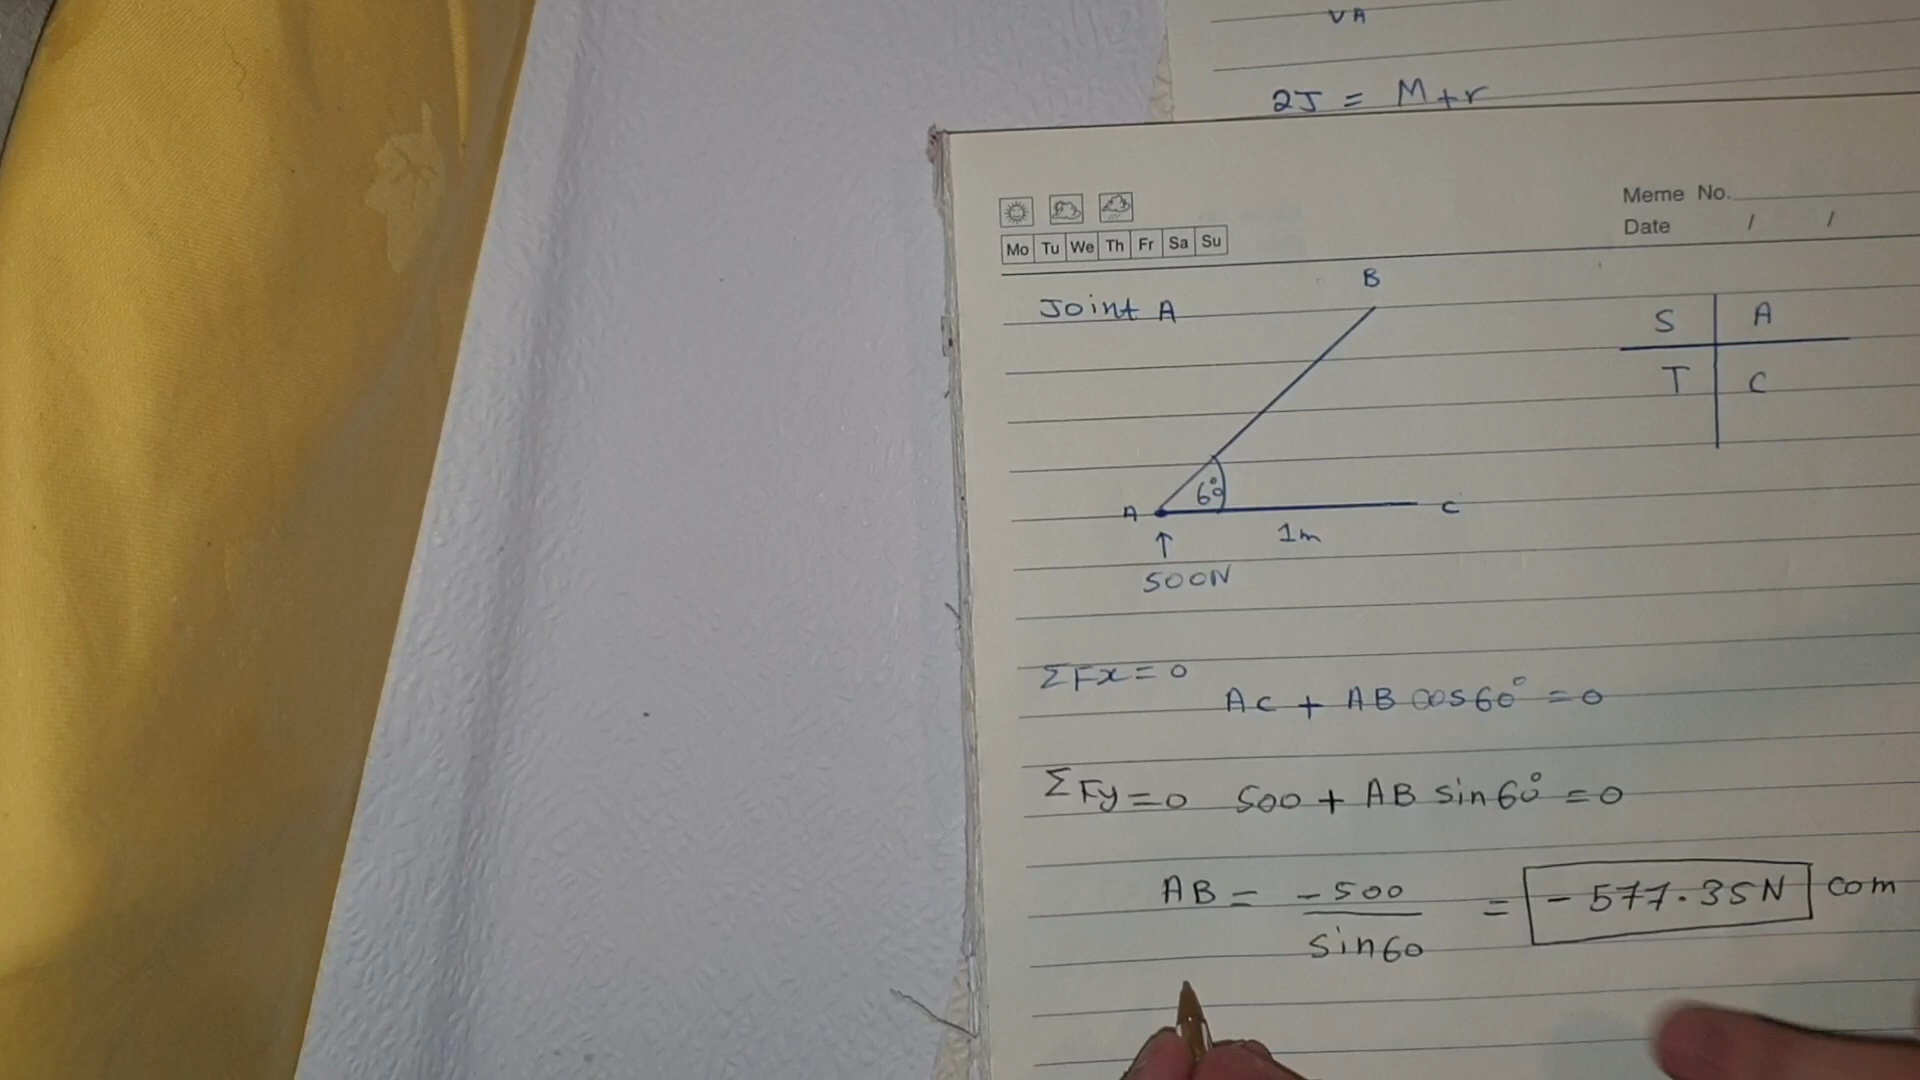 VA
2J = M+r
Meme No.
Date / /
Mo Tu We Th Fr Sa Su
B
Joint A
S A
T C
60°
A C
1m
500N
ΣFx = 0
AC + AB cos60° = 0
ΣFy = 0 500 + AB sin60° = 0
AB = -500 / sin60 = -577.35N com